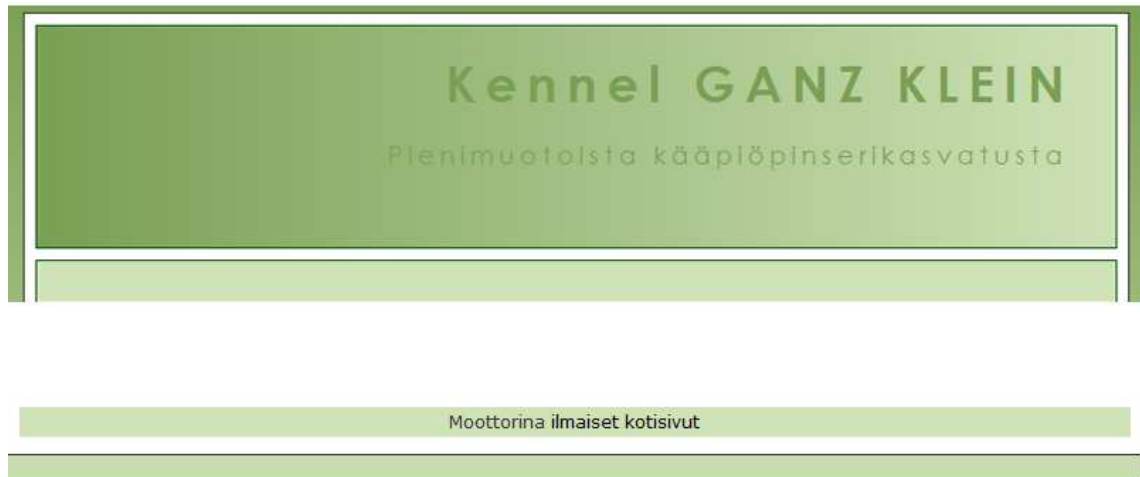 Kennel GANZ KLEIN
Pienimuotoista kääpiöpinserikasvatusta
Moottorina ilmaiset kotisivut